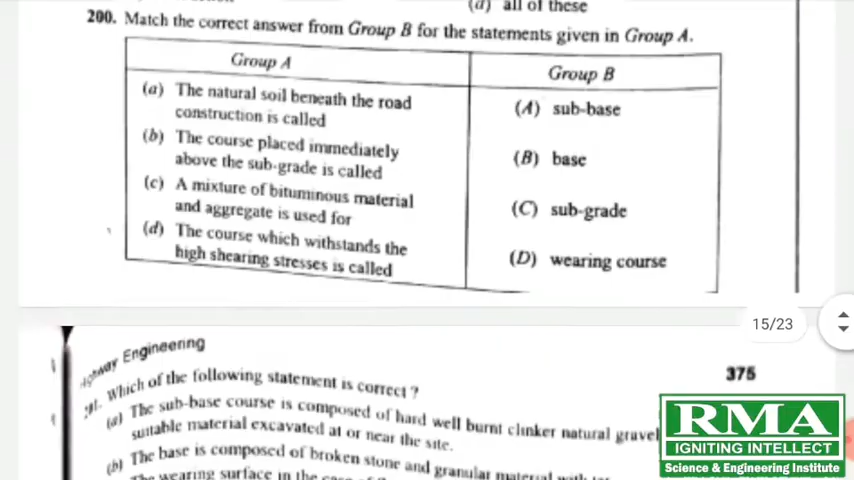 (d) all of these
200. Match the correct answer from Group B for the statements given in Group A.
Group A
Group B
(a) The natural soil beneath the road
construction is called
(A) sub-base
(b) The course placed immediately
above the sub-grade is called
(B) base
(c) A mixture of bituminous material
and aggregate is used for
(C) sub-grade
(d) The course which withstands the
high shearing stresses is called
(D) wearing course
15/23
Engineering
375
Which of the following statement is correct ?
(a) The sub-base course is composed of hard well burnt clinker natural gravel
suitable material excavated at or near the site.
(b) The base is composed of broken stone and granular material
wearing surface in the
RMA
IGNITING INTELLECT
Science & Engineering Institute